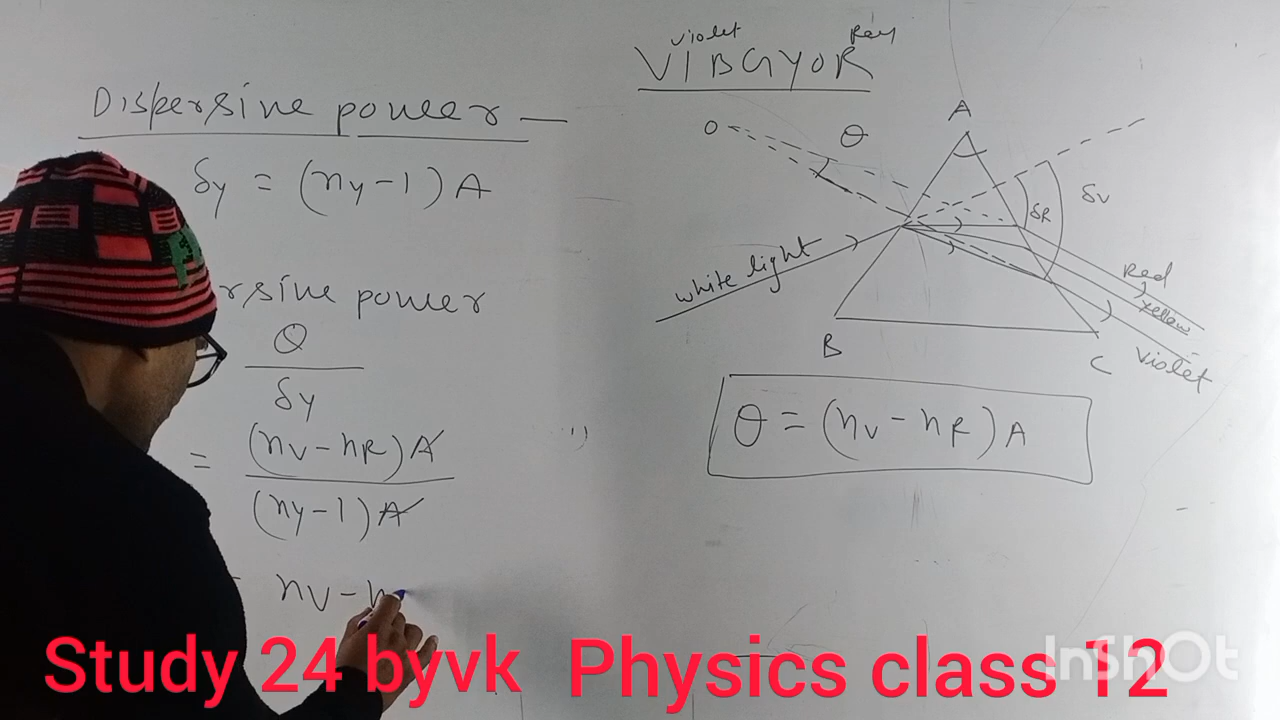 Dispersive power —
δy = (ny-1) A
rsive power
θ
δy
= (nv-nR)A
(ny-1)A
nv-n
violet Ray
VIBGYOR
A
O
θ
δR
δv
white light
Red
yellow
violet
B
C
θ = (nv-nR) A
Study 24 byvk Physics class 12
InShot